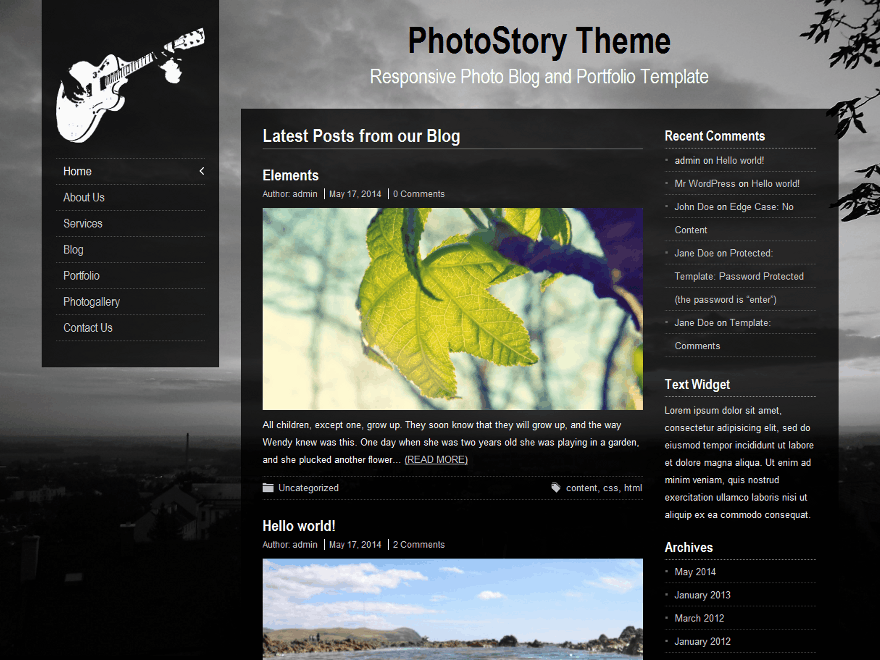 PhotoStory Theme
Responsive Photo Blog and Portfolio Template
Home
About Us
Services
Blog
Portfolio
Photogallery
Contact Us
Latest Posts from our Blog
Elements
Author: admin
May 17, 2014
0 Comments
All children, except one, grow up. They soon know that they will grow up, and the way
Wendy knew was this. One day when she was two years old she was playing in a garden,
and she plucked another flower… (READ MORE)
Uncategorized
content, css, html
Hello world!
Author: admin
May 17, 2014
2 Comments
Recent Comments
admin on Hello world!
Mr WordPress on Hello world!
John Doe on Edge Case: No
Content
Jane Doe on Protected:
Template: Password Protected
(the password is “enter”)
Jane Doe on Template:
Comments
Text Widget
Lorem ipsum dolor sit amet,
consectetur adipisicing elit, sed do
eiusmod tempor incididunt ut labore
et dolore magna aliqua. Ut enim ad
minim veniam, quis nostrud
exercitation ullamco laboris nisi ut
aliquip ex ea commodo consequat.
Archives
May 2014
January 2013
March 2012
January 2012